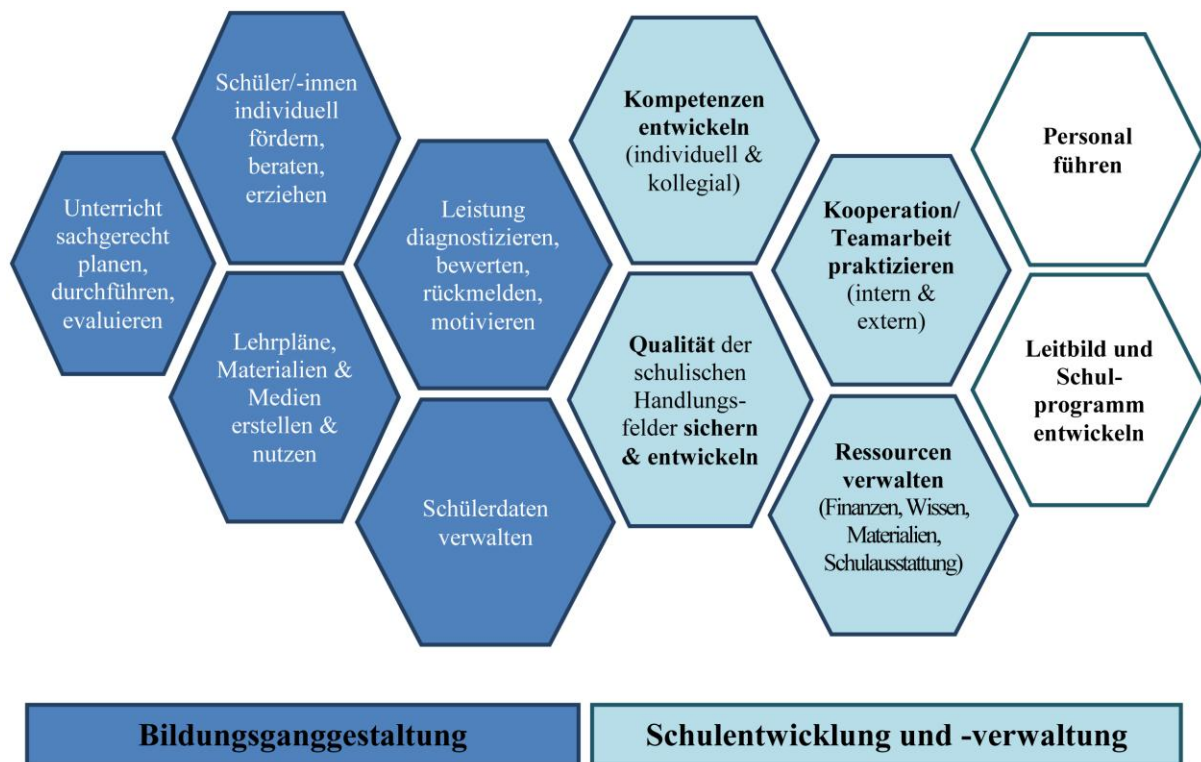 Schüler/-innen
individuell
fördern,
beraten,
erziehen
Unterricht
sachgerecht
planen,
durchführen,
evaluieren
Lehrpläne,
Materialien &
Medien
erstellen &
nutzen
Leistung
diagnostizieren,
bewerten,
rückmelden,
motivieren
Schülerdaten
verwalten
Kompetenzen
entwickeln
(individuell &
kollegial)
Qualität der
schulischen
Handlungs-
felder sichern
& entwickeln
Kooperation/
Teamarbeit
praktizieren
(intern &
extern)
Ressourcen
verwalten
(Finanzen, Wissen,
Materialien,
Schulausstattung)
Personal
führen
Leitbild und
Schul-
programm
entwickeln
Bildungsganggestaltung
Schulentwicklung und -verwaltung